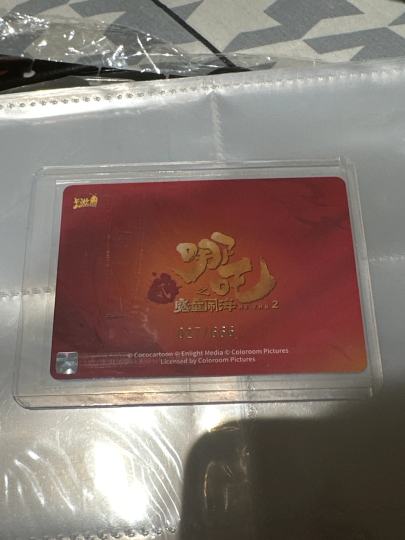 哪吒
之
魔童闹海 NE ZHA 2
027/666
© Cococartoon © Enlight Media © Coloroom Pictures
Licensed by Coloroom Pictures